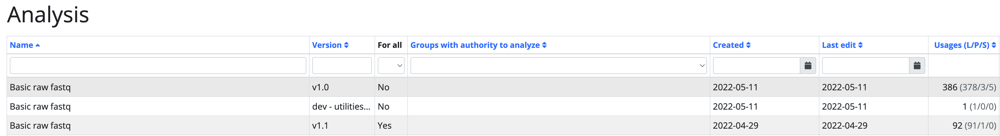 Analysis
Name Version For all Groups with authority to analyze Created Last edit Usages (L/P/S)
Basic raw fastq v1.0 No 2022-05-11 2022-05-11 386 (378/3/5)
Basic raw fastq dev - utilities... No 2022-05-11 2022-05-11 1 (1/0/0)
Basic raw fastq v1.1 Yes 2022-04-29 2022-04-29 92 (91/1/0)